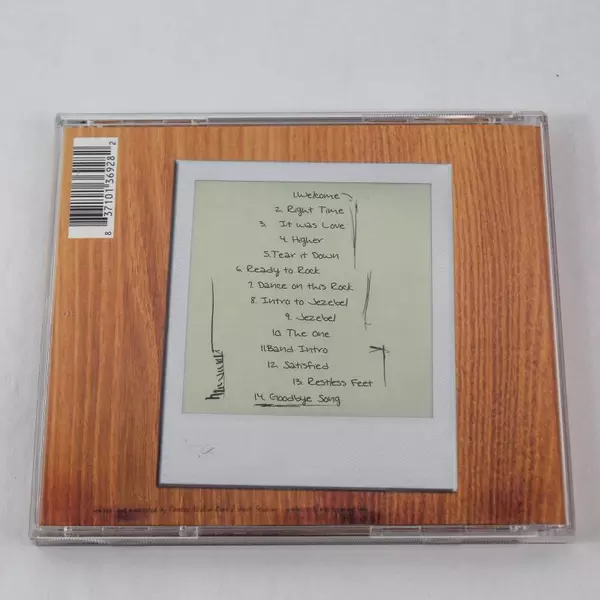 8 37101 36928 2
1. Welcome
2. Right Time
3. It was Love
4. Higher
5. Tear it Down
6. Ready to Rock
7. Dance on this Rock
8. Intro to Jezebel
9. Jezebel
10. The One
11. Band Intro
12. Satisfied
13. Restless Feet
14. Goodbye Song